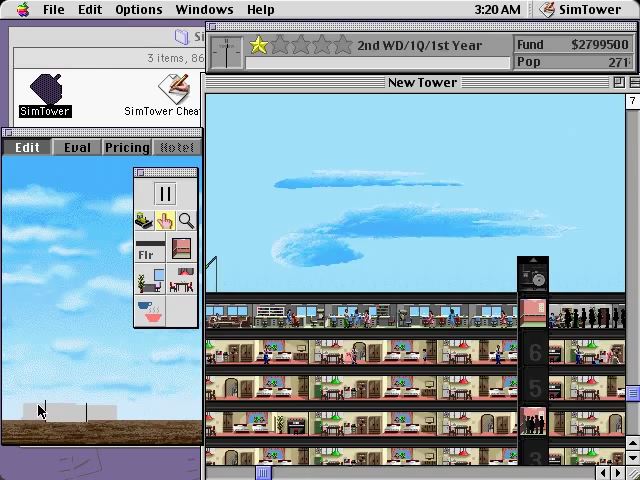 File Edit Options Windows Help 3:20 AM SimTower
2nd WD/1Q/1st Year
Fund $2799500
Pop 271
3 items, 86
SimTower
SimTower Chea
New Tower
7
Edit Eval Pricing Hotel
Flr
6
5
3